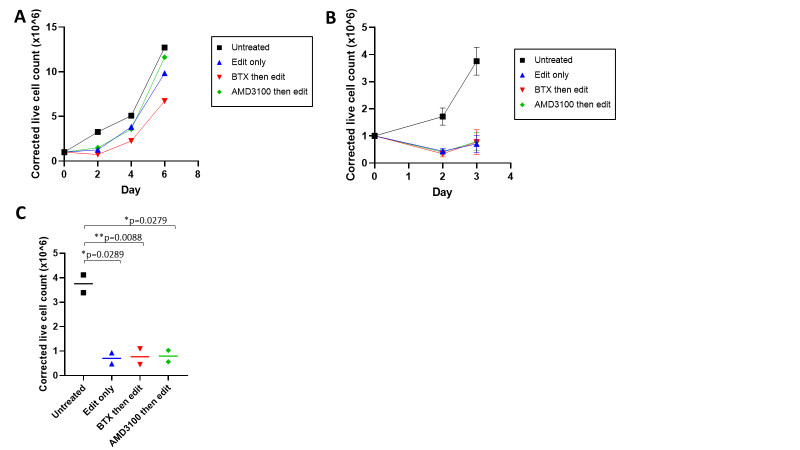 A
Corrected live cell count (x10^6)
15
10
5
0
0
2
4
6
8
Day
Untreated
Edit only
BTX then edit
AMD3100 then edit
B
Corrected live cell count (x10^6)
5
4
3
2
1
0
0
2
3
4
Day
Untreated
Edit only
BTX then edit
AMD3100 then edit
C
Corrected live cell count (x10^6)
*p=0.0279
**p=0.0088
*p=0.0289
5
4
3
2
1
0
Untreated
Edit only
BTX then edit
AMD3100 then edit